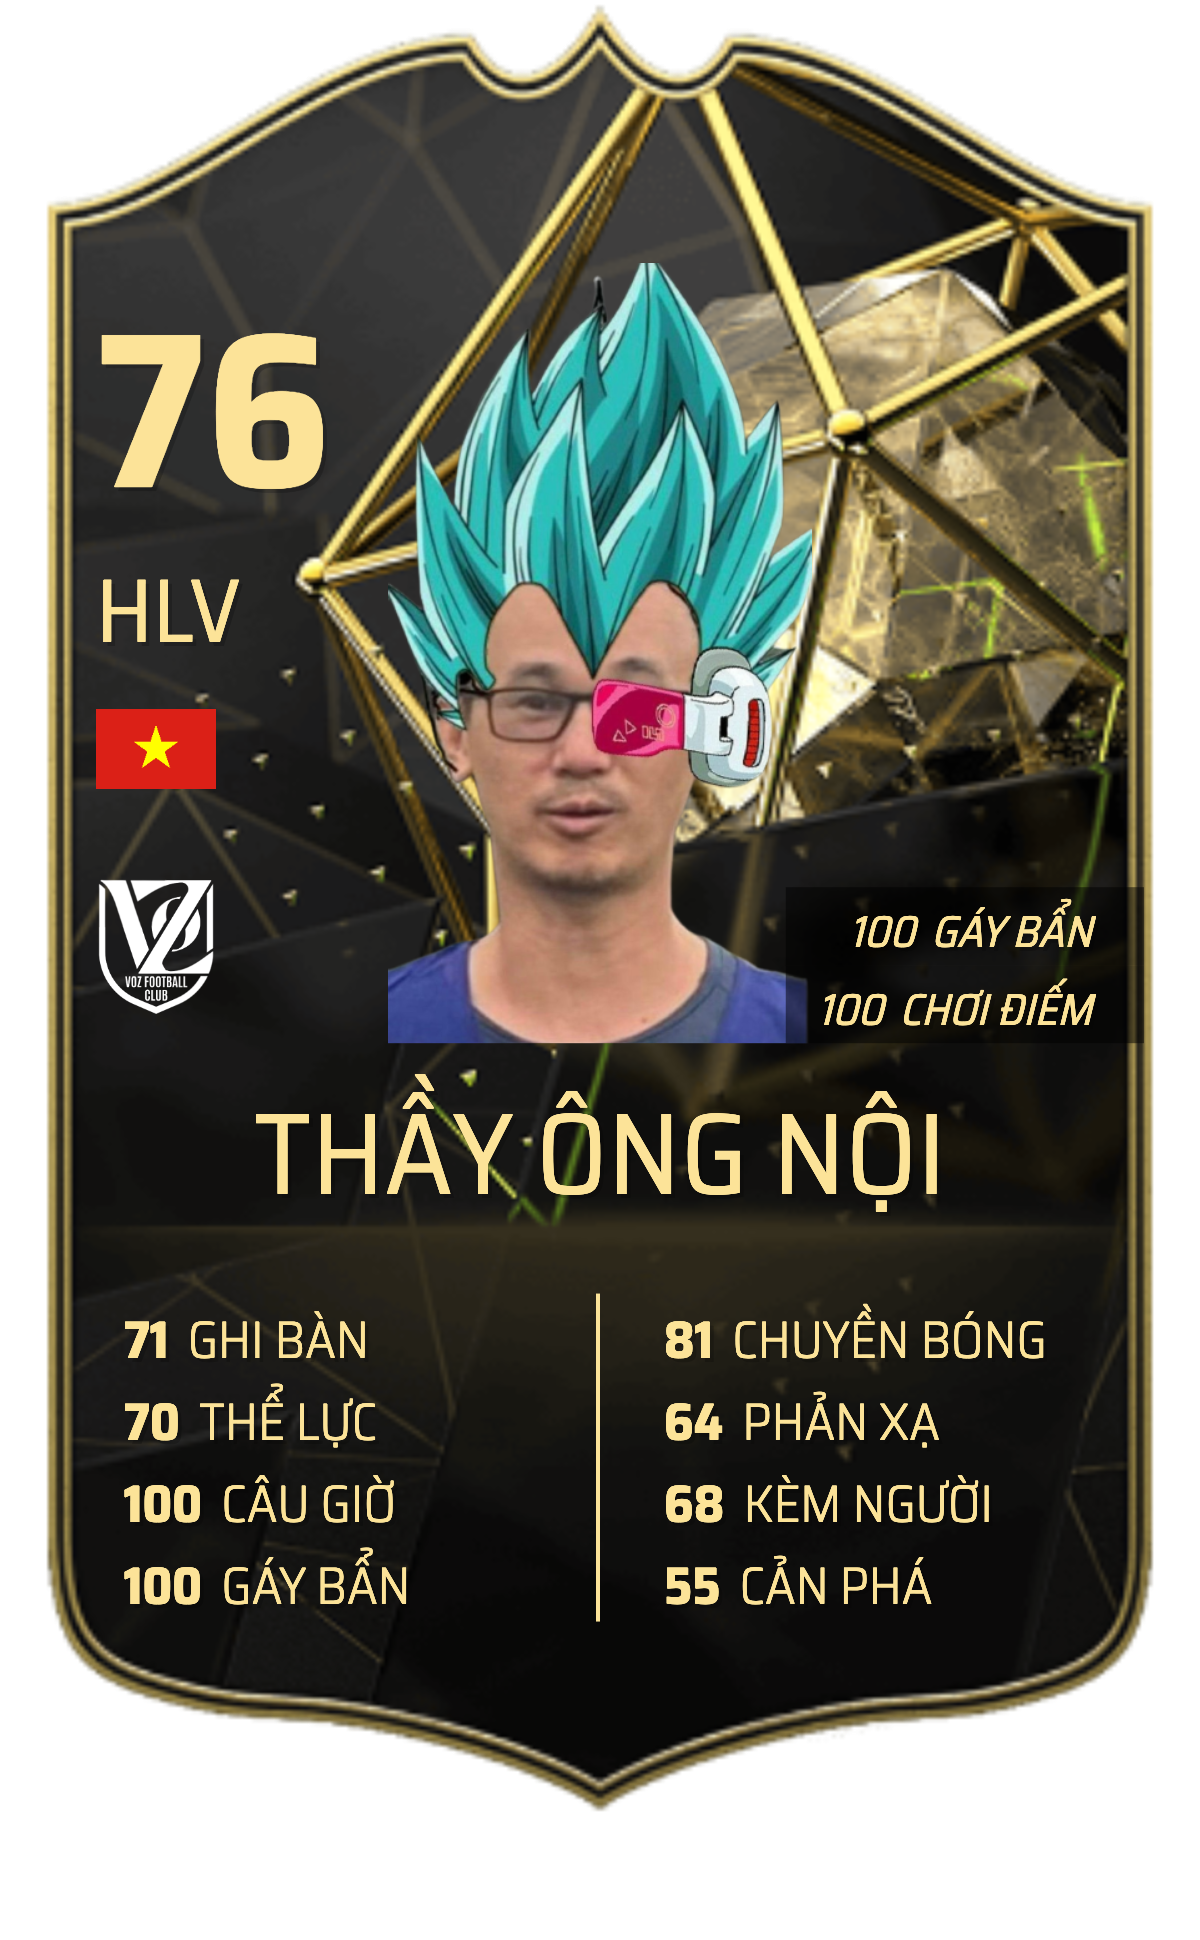 76
HLV
VOZ FOOTBALL
CLUB
100 GÁY BẨN
100 CHƠI ĐIẾM
THẦY ÔNG NỘI
71 GHI BÀN
70 THỂ LỰC
100 CÂU GIỜ
100 GÁY BẨN
81 CHUYỀN BÓNG
64 PHẢN XẠ
68 KÈM NGƯỜI
55 CẢN PHÁ